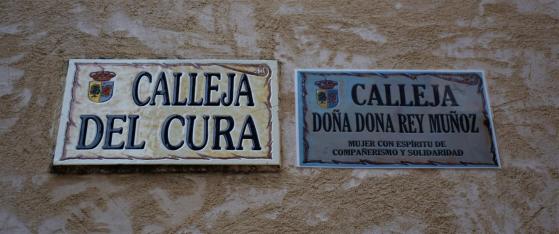 CALLEJA
DEL CURA
CALLEJA
DOÑA DONA REY MUÑOZ
MUJER CON ESPÍRITU DE
COMPAÑERISMO Y SOLIDARIDAD